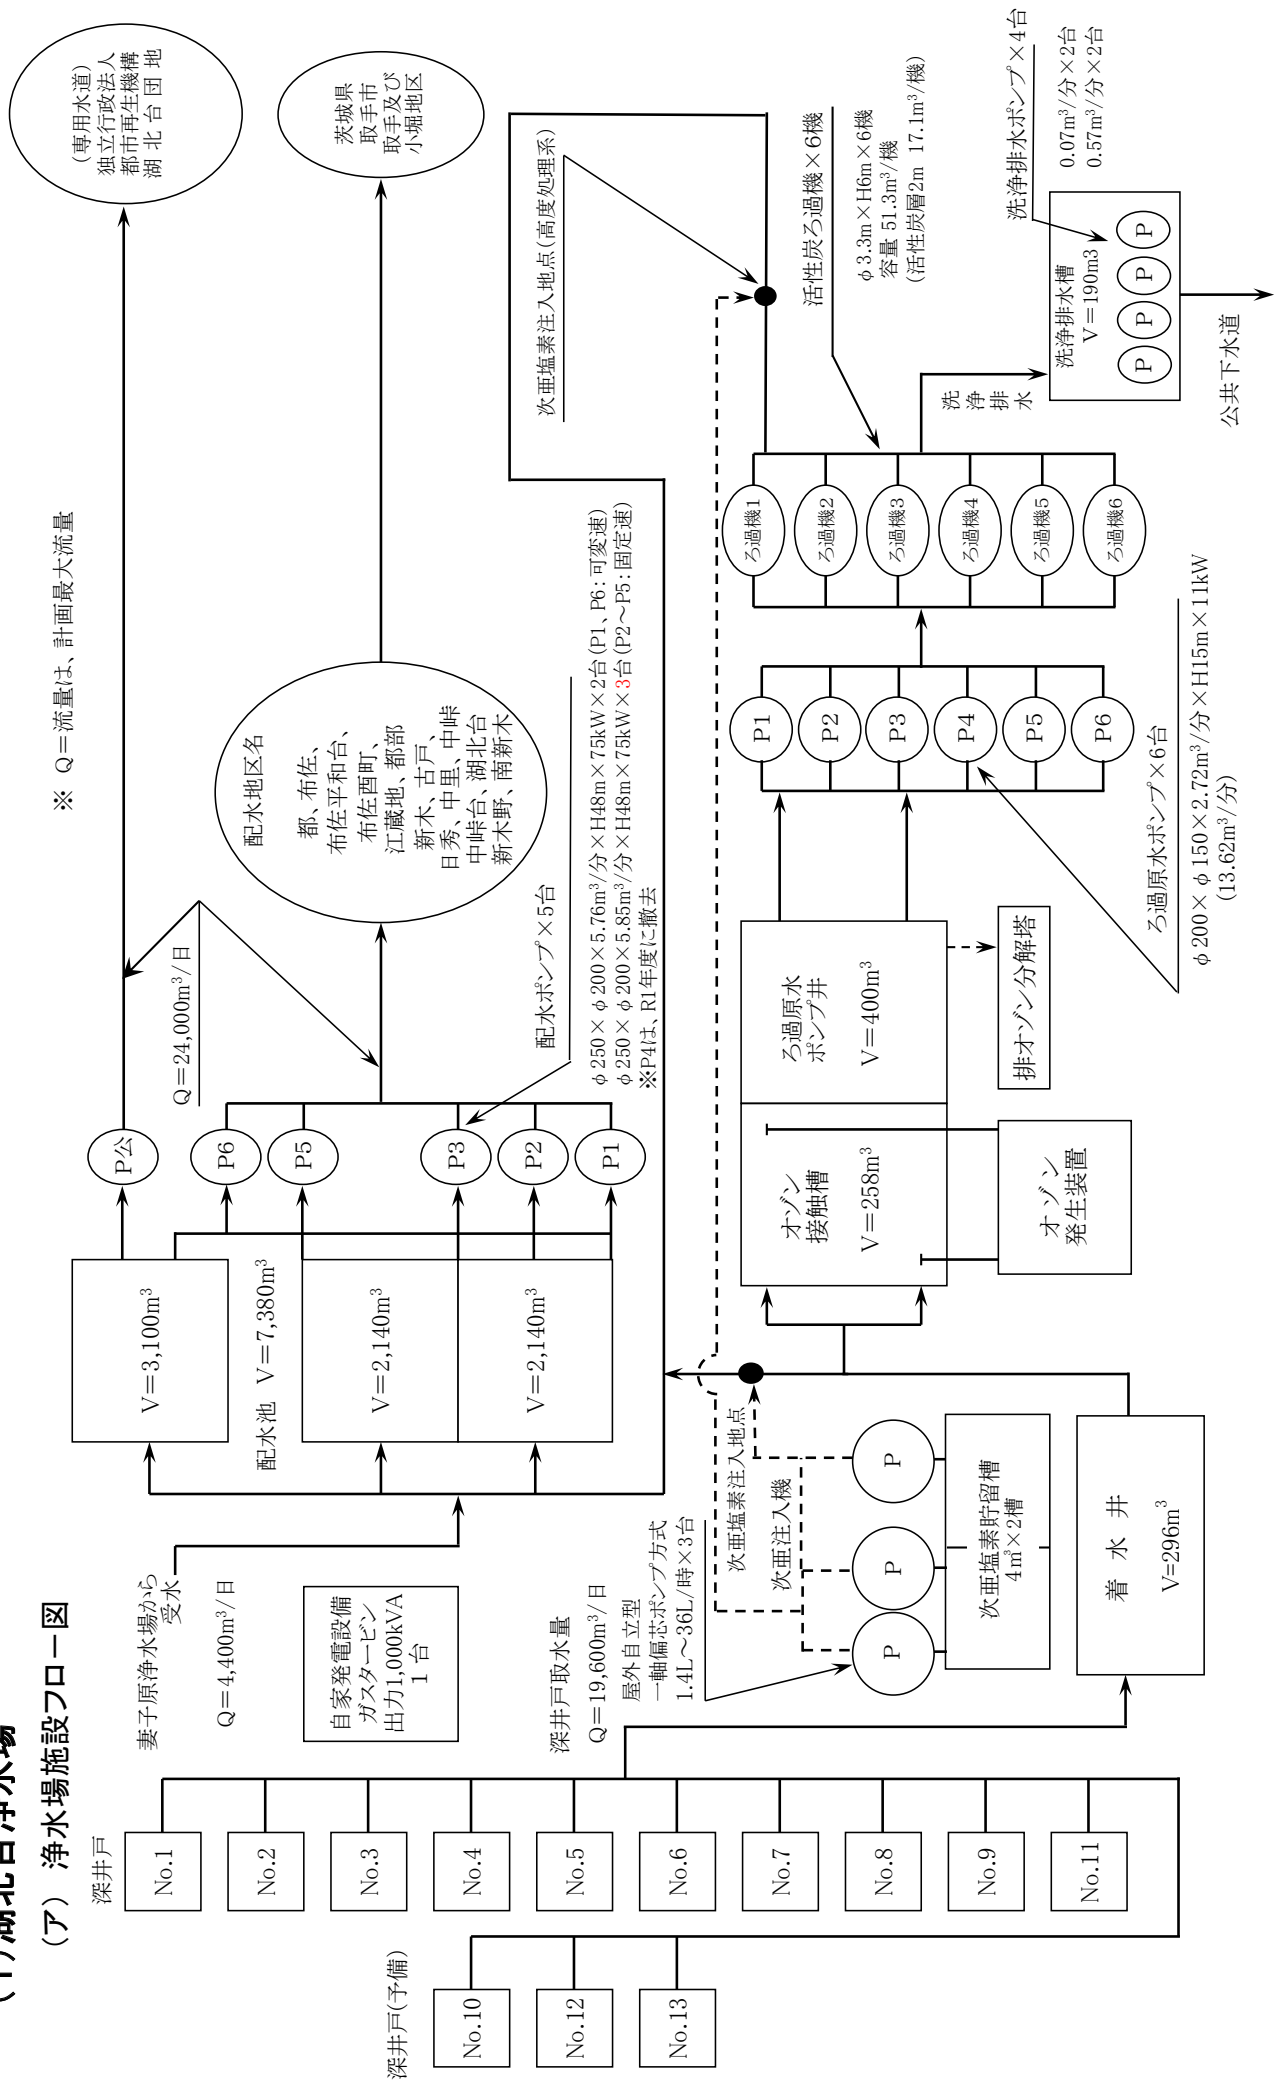 (ア) 浄水場施設フロー図
※ Q＝流量は、計画最大流量
深井戸
No.1
No.2
No.3
No.4
No.5
No.6
No.7
No.8
No.9
No.11
深井戸(予備)
No.10
No.12
No.13
妻子原浄水場から
受水
Q＝4,400m³/日
自家発電設備
ガスタービン
出力1,000kVA
１台
深井戸取水量
Q＝19,600m³/日
屋外自立型
一軸偏芯ポンプ方式
1.4L～36L/時×3台
次亜塩素注入地点
次亜注入機
P
P
P
次亜塩素貯留槽
4m³×2槽
着 水 井
V=296m³
V＝3,100m³
配水池 V＝7,380m³
V＝2,140m³
V＝2,140m³
P公
P6
P5
P3
P2
P1
Q＝24,000m³/日
配水ポンプ×5台
φ250×φ200×5.76m³/分×H48m×75kW×2台(P1、P6：可変速)
φ250×φ200×5.85m³/分×H48m×75kW×3台(P2～P5：固定速)
※P4は、R1年度に撤去
配水地区名
都、布佐、
布佐平和台、
布佐酉町、
江蔵地、都部
新木、古戸、
日秀、中里、中峠
中峠台、湖北台
新木野、南新木
(専用水道)
独立行政法人
都市再生機構
湖 北 台 団 地
茨城県
取手市
取手及び
小堀地区
オゾン
接触槽
V＝258m³
ろ過原水
ポンプ井
V＝400m³
オ ゾ ン
発生装置
排オゾン分解塔
P1
P2
P3
P4
P5
P6
ろ過原水ポンプ×6台
φ200×φ150×2.72m³/分×H15m×11kW
(13.62m³/分)
ろ過機1
ろ過機2
ろ過機3
ろ過機4
ろ過機5
ろ過機6
次亜塩素注入地点(高度処理系)
活性炭ろ過機×6機
φ3.3m×H6m×6機
容量 51.3m³/機
(活性炭層2m 17.1m³/機)
洗
浄
排
水
洗浄排水槽
V＝190m3
P
P
P
P
洗浄排水ポンプ×4台
0.07m³/分×2台
0.57m³/分×2台
公共下水道